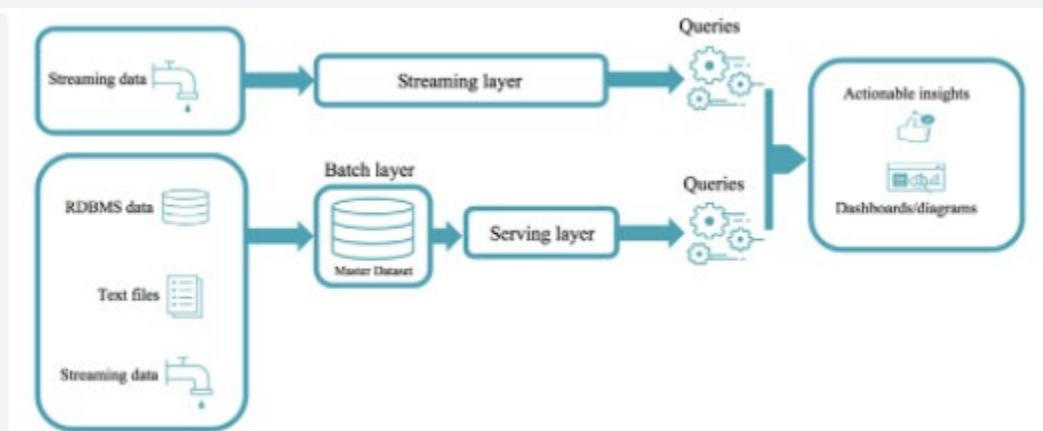 Queries
Streaming data
Streaming layer
Actionable insights
Batch layer
RDBMS data
Queries
Dashboards/diagrams
Serving layer
Master Dataset
Text files
Streaming data